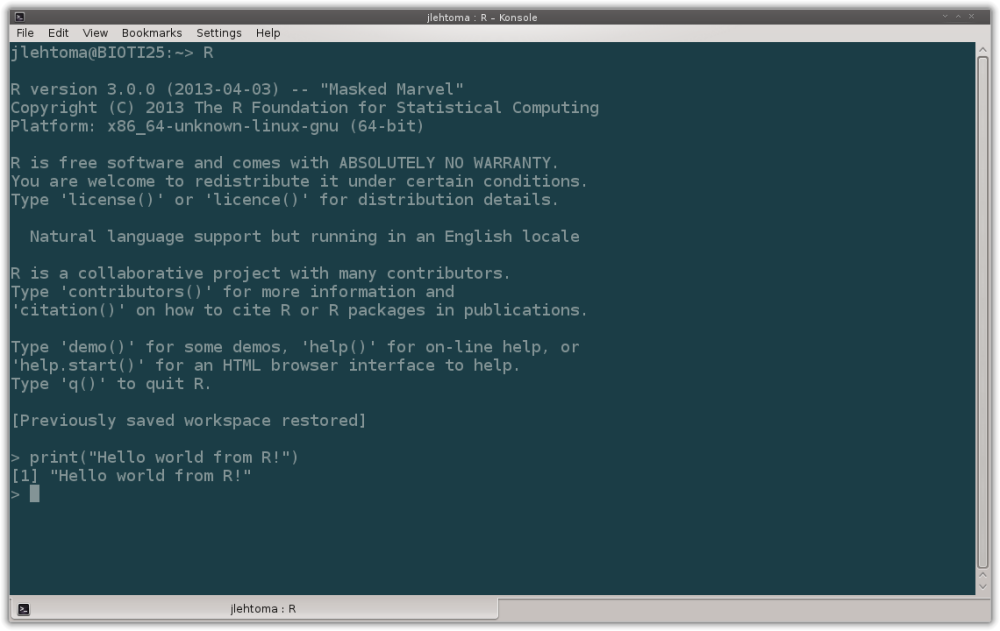 jlehtoma : R – Konsole
File Edit View Bookmarks Settings Help
jlehtoma@BIOTI25:~> R
R version 3.0.0 (2013-04-03) -- "Masked Marvel"
Copyright (C) 2013 The R Foundation for Statistical Computing
Platform: x86_64-unknown-linux-gnu (64-bit)
R is free software and comes with ABSOLUTELY NO WARRANTY.
You are welcome to redistribute it under certain conditions.
Type 'license()' or 'licence()' for distribution details.
Natural language support but running in an English locale
R is a collaborative project with many contributors.
Type 'contributors()' for more information and
'citation()' on how to cite R or R packages in publications.
Type 'demo()' for some demos, 'help()' for on-line help, or
'help.start()' for an HTML browser interface to help.
Type 'q()' to quit R.
[Previously saved workspace restored]
> print("Hello world from R!")
[1] "Hello world from R!"
>
jlehtoma : R